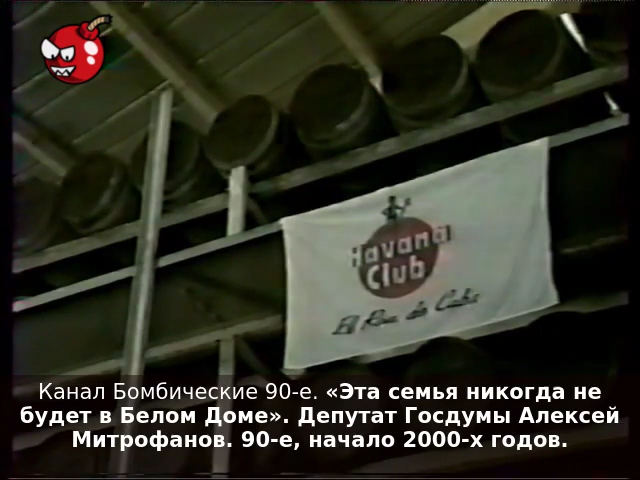 Havana
Club
El Ron de Cuba
Канал Бомбические 90-е. «Эта семья никогда не
будет в Белом Доме». Депутат Госдумы Алексей
Митрофанов. 90-е, начало 2000-х годов.